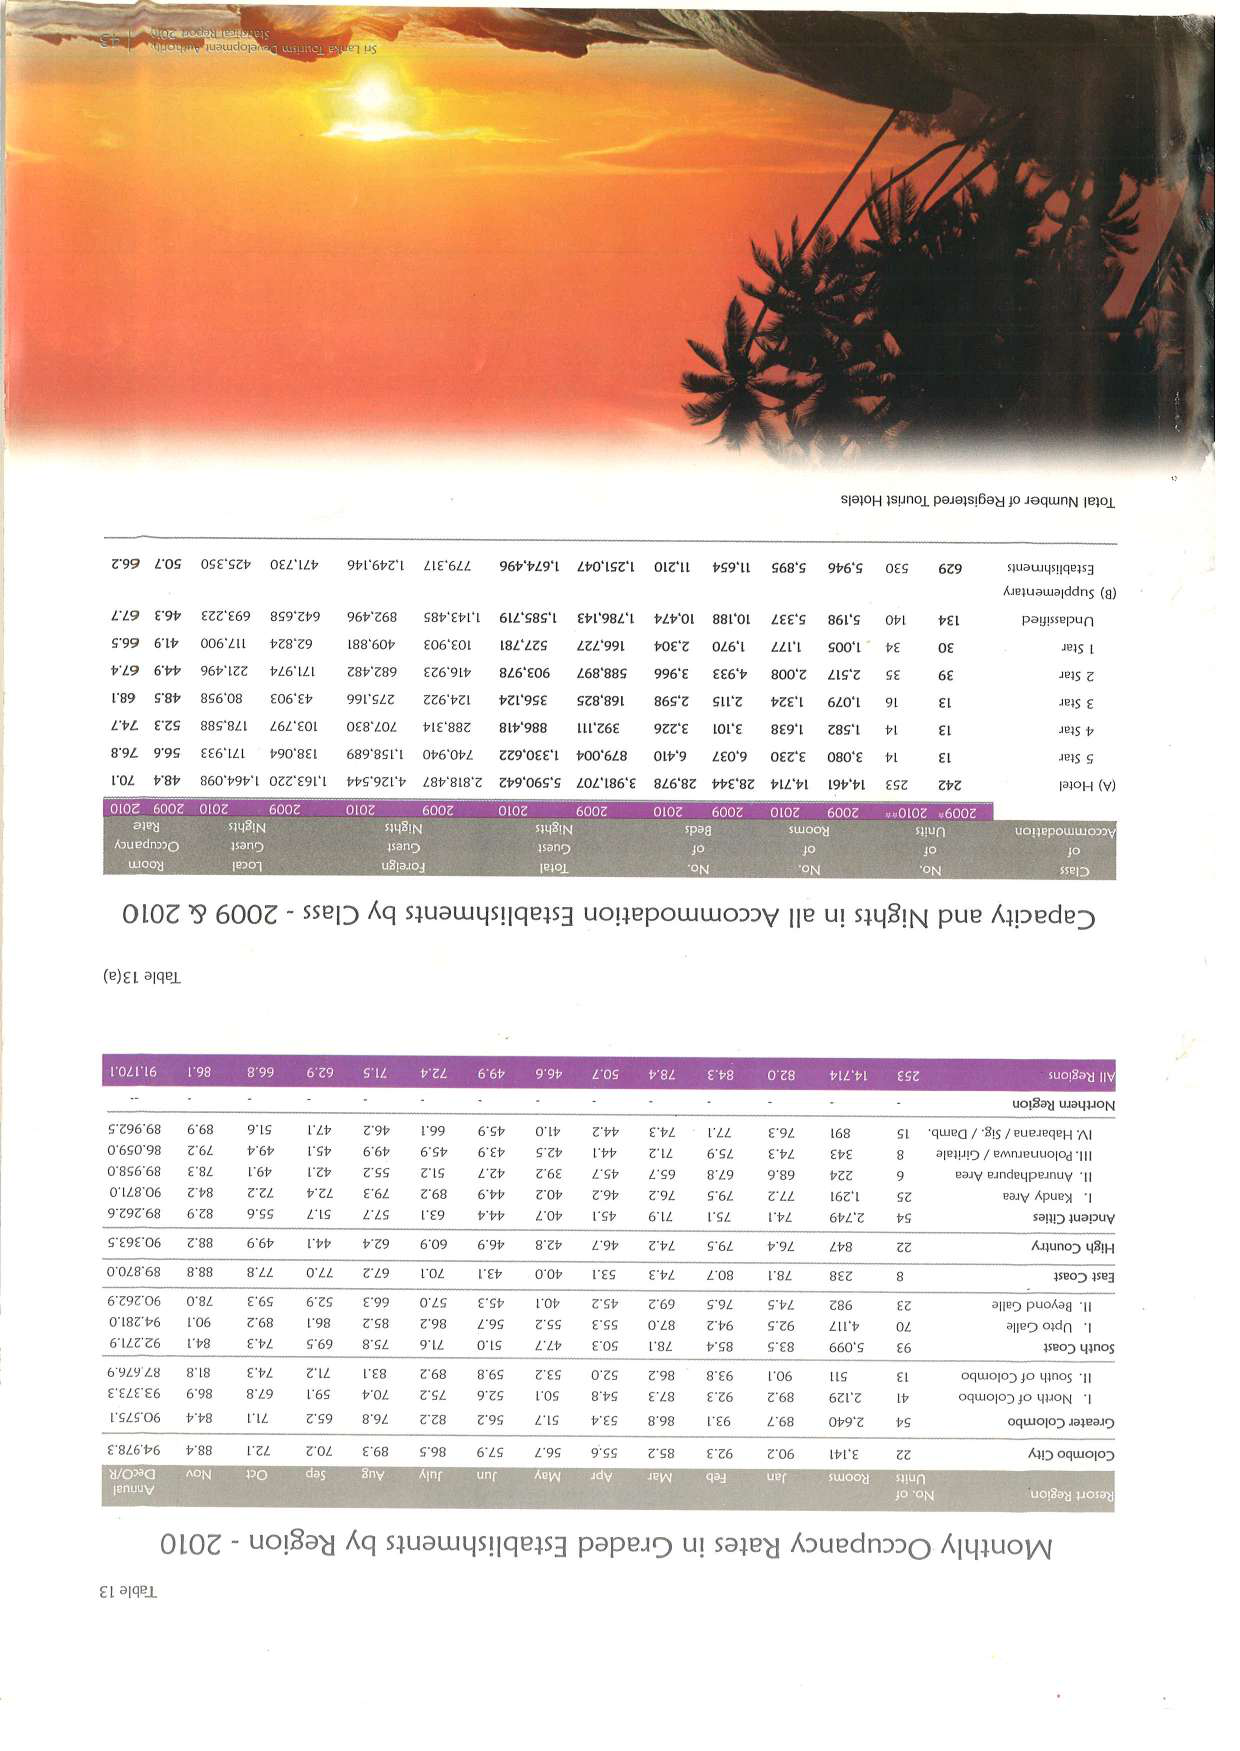 Table 13
Monthly Occupancy Rates in Graded Establishments by Region - 2010
Resort Region No. of Units Rooms Jan Feb Mar Apr May Jun July Aug Sep Oct Nov Annual DecO/R
Colombo City 22 3,141 90.2 92.3 85.2 55.6 56.7 57.9 86.5 89.3 70.2 72.1 88.4 94.978.3
Greater Colombo 54 2,640 89.7 93.1 86.8 53.4 51.7 56.2 82.2 76.8 65.2 71.1 84.4 90.575.1
I. North of Colombo 41 2,129 89.2 92.3 87.3 54.8 50.1 52.6 75.2 70.4 59.1 67.8 86.9 93.373.3
II. South of Colombo 13 511 90.1 93.8 86.2 52.0 53.2 59.8 89.2 83.1 71.2 74.3 81.8 87.676.9
South Coast 93 5,099 83.5 85.4 78.1 50.3 47.7 51.0 71.6 75.8 69.5 74.3 84.1 92.271.9
I. Upto Galle 70 4,117 92.5 94.2 87.0 55.3 55.2 56.7 86.2 85.2 86.1 89.2 90.1 94.281.0
II. Beyond Galle 23 982 74.5 76.5 69.2 45.2 40.1 45.3 57.0 66.3 52.9 59.3 78.0 90.262.9
East Coast 8 238 78.1 80.7 74.3 53.1 40.0 43.1 70.1 67.2 77.0 77.8 88.8 89.870.0
High Country 22 847 76.4 79.5 74.2 46.7 42.8 46.9 60.9 62.4 44.1 49.9 88.2 90.363.5
Ancient Cities 54 2,749 74.1 75.1 71.9 45.1 40.7 44.4 63.1 57.7 51.7 55.6 82.9 89.262.6
I. Kandy Area 25 1,291 77.2 79.5 76.2 46.2 40.2 44.9 89.2 79.3 72.4 72.2 84.2 90.871.0
II. Anuradhapura Area 6 224 68.6 67.8 65.7 45.7 39.2 42.7 51.2 55.2 42.1 49.1 78.3 89.958.0
III. Polonnaruwa / Giritale 8 343 74.3 75.9 71.2 44.1 42.5 43.9 45.9 49.9 45.1 49.4 79.2 86.059.0
IV. Habarana / Sig. / Damb. 15 891 76.3 77.1 74.3 44.2 41.0 45.9 66.1 46.2 47.1 51.6 89.9 89.962.5
Northern Region - - - - - - - - - - - - - --
All Regions 253 14,714 82.0 84.3 78.4 50.7 46.6 49.9 72.4 71.5 62.9 66.8 86.1 91.170.1
Table 13(a)
Capacity and Nights in all Accommodation Establishments by Class - 2009 & 2010
Class No. No. No. Total Foreign Local Room
of of of of Guest Guest Guest Occupancy
Accommodation Units Rooms Beds Nights Nights Nights Rate
2009* 2010** 2009 2010 2009 2010 2009 2010 2009 2010 2009 2010 2009 2010
(A) Hotel 242 253 14,461 14,714 28,344 28,978 3,981,707 5,590,642 2,818,487 4,126,544 1,163,220 1,464,098 48.4 70.1
5 Star 13 14 3,080 3,230 6,037 6,410 879,004 1,330,622 740,940 1,158,689 138,064 171,933 56.6 76.8
4 Star 13 14 1,582 1,638 3,101 3,226 392,111 886,418 288,314 707,830 103,797 178,588 52.3 74.7
3 Star 13 16 1,079 1,324 2,115 2,598 168,825 356,124 124,922 275,166 43,903 80,958 48.5 68.1
2 Star 39 35 2,517 2,008 4,933 3,966 588,897 903,978 416,923 682,482 171,974 221,496 44.9 67.4
1 Star 30 34 1,005 1,177 1,970 2,304 166,727 527,781 103,903 409,881 62,824 117,900 41.9 66.5
Unclassified 134 140 5,198 5,337 10,188 10,474 1,786,143 1,585,719 1,143,485 892,496 642,658 693,223 46.3 67.7
(B) Supplementary
Establishments 629 530 5,946 5,895 11,654 11,210 1,251,047 1,674,496 779,317 1,249,146 471,730 425,350 50.7 66.2
Total Number of Registered Tourist Hotels
Sri Lanka Tourism Development Authority
Statistical Report 2010 43